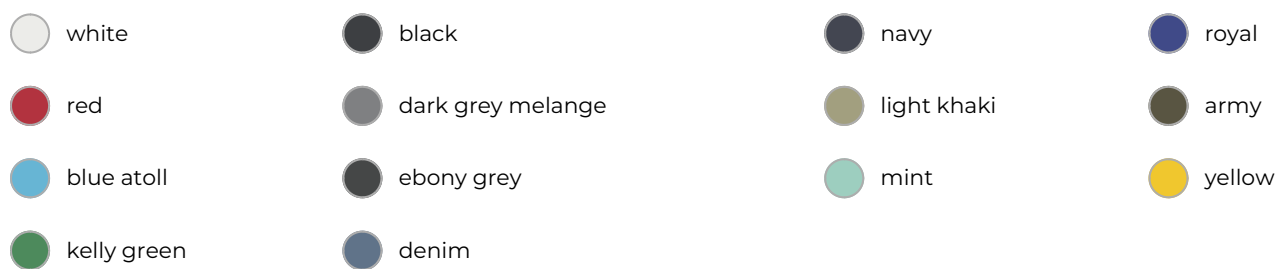 white
black
navy
royal
red
dark grey melange
light khaki
army
blue atoll
ebony grey
mint
yellow
kelly green
denim